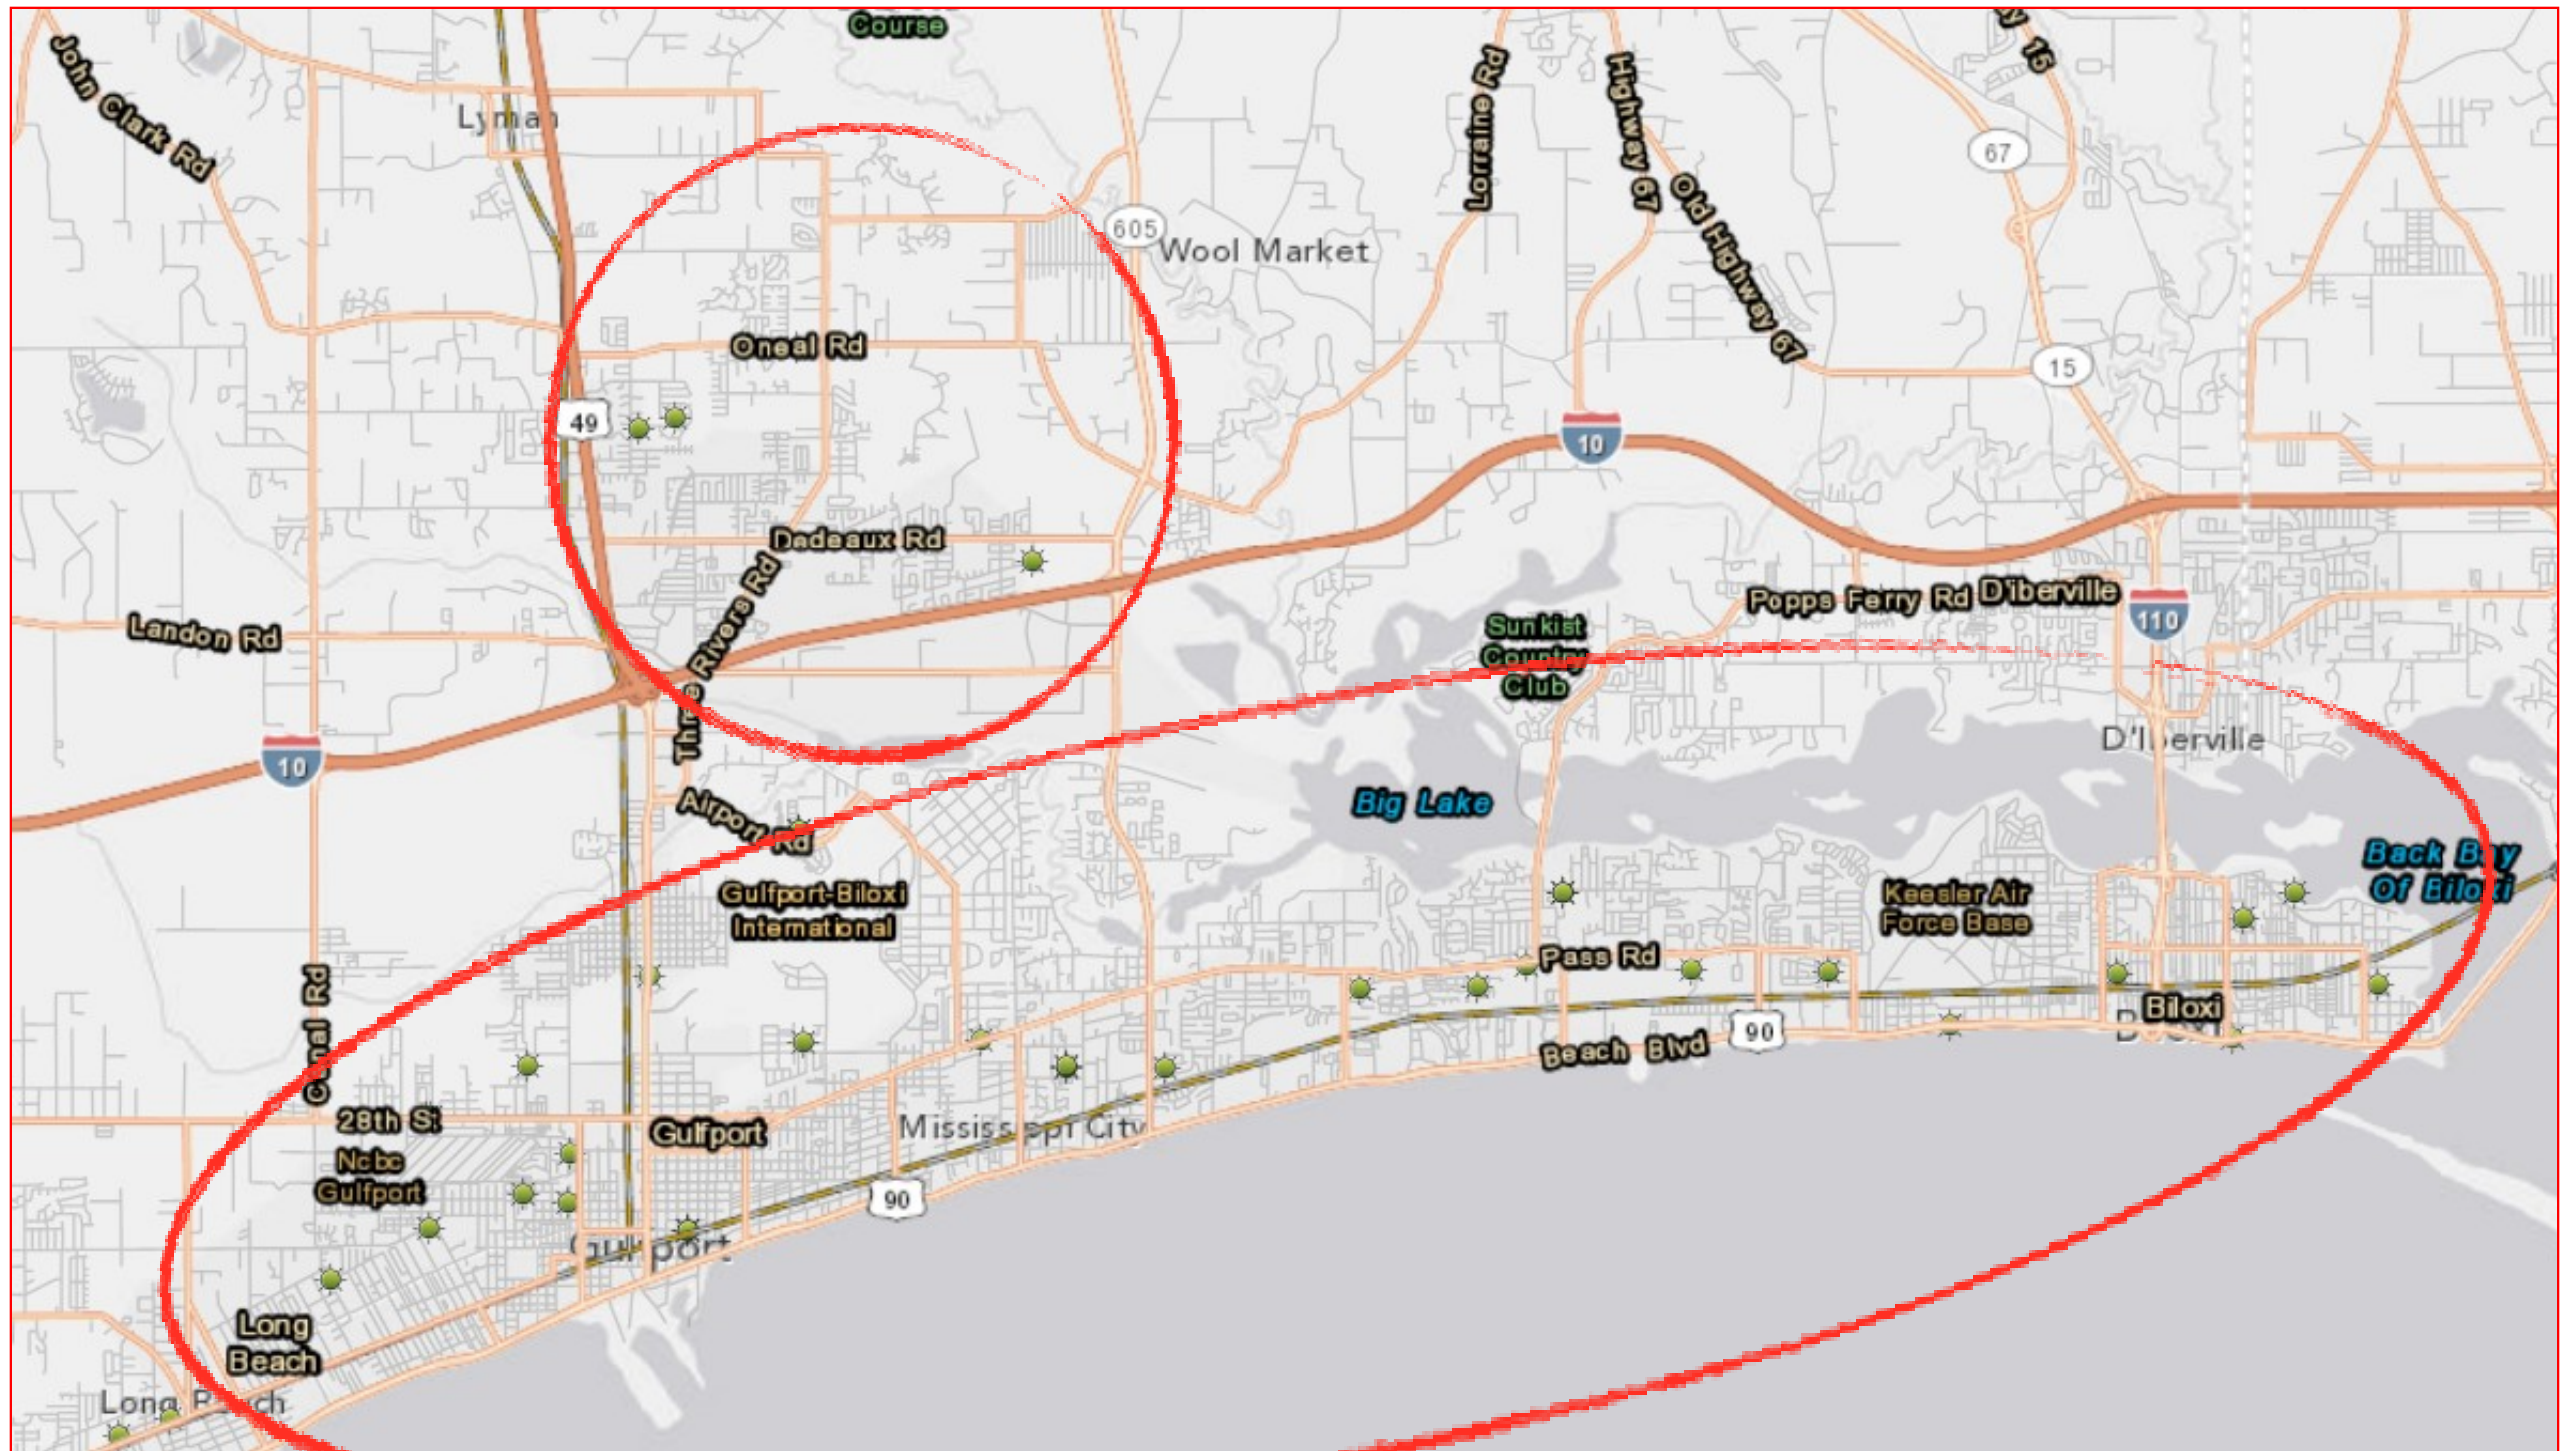 Course
John Clark Rd
Lyman
Lorraine Rd
Highway 67
15
67
Old Highway 67
605
Wool Market
Oneal Rd
15
49
10
Dedeaux Rd
Popps Ferry Rd
D'Iberville
110
Landon Rd
Three Rivers Rd
Sunkist
Country
Club
10
D'Iberville
Airport Rd
Big Lake
Back Bay
Of Biloxi
Gulfport-Biloxi
International
Keesler Air
Force Base
Pass Rd
Canal Rd
Biloxi
90
Beach Blvd
28th St
Gulfport
Mississippi City
Ncbc
Gulfport
90
Gulfport
Long
Beach
Long Beach